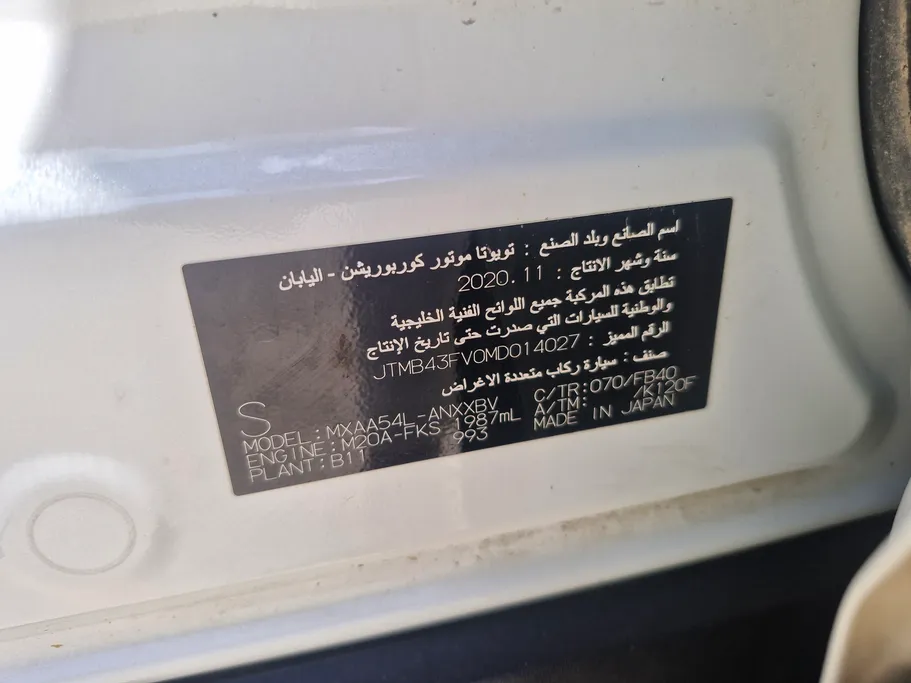 اسم الصانع وبلد الصنع : تويوتا موتور كوربوريشن - اليابان
سنة وشهر الانتاج : 2020.11
تطابق هذه المركبة جميع اللوائح الفنية الخليجية
والوطنية للسيارات التي صدرت حتى تاريخ الإنتاج
الرقم المميز : JTMB43FV0MD014027
صنف : سيارة ركاب متعددة الاغراض
S
MODEL:MXAA54L-ANXXBV C/TR:070/FB40
ENGINE:M20A-FKS 1987mL A/TM: /K120F
PLANT:B11 993 MADE IN JAPAN